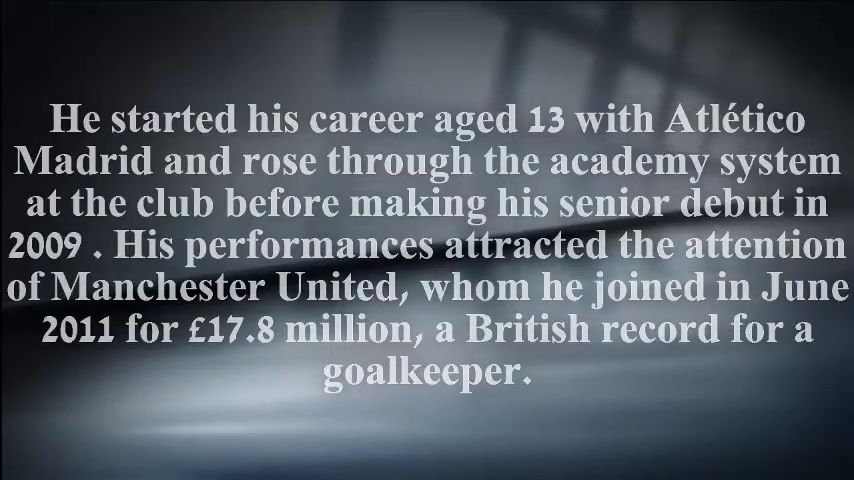 He started his career aged 13 with Atlético
Madrid and rose through the academy system
at the club before making his senior debut in
2009 . His performances attracted the attention
of Manchester United, whom he joined in June
2011 for £17.8 million, a British record for a
goalkeeper.